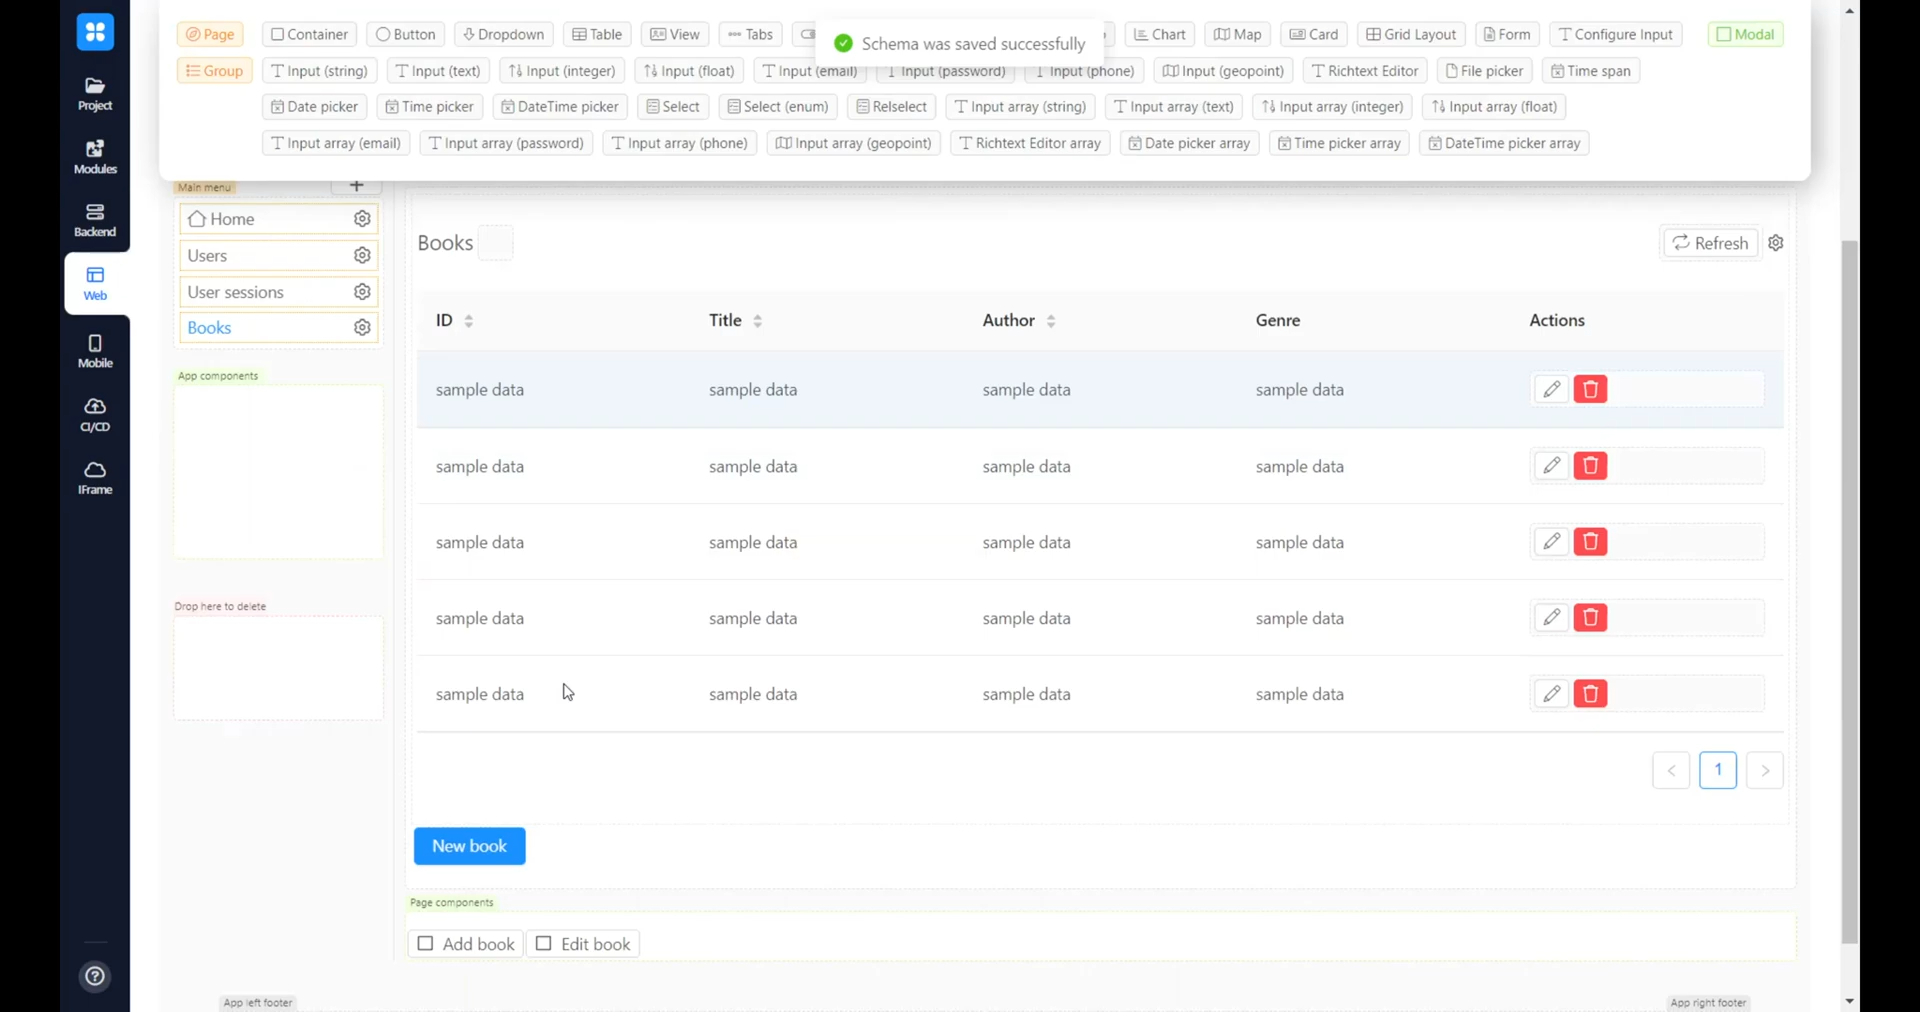 Page Container Button Dropdown Table View Tabs Chart Map Card Grid Layout Form Configure Input Modal
Schema was saved successfully
Group Input (string) Input (text) Input (integer) Input (float) Input (email) Input (password) Input (phone) Input (geopoint) Richtext Editor File picker Time span
Date picker Time picker DateTime picker Select Select (enum) Relselect Input array (string) Input array (text) Input array (integer) Input array (float)
Input array (email) Input array (password) Input array (phone) Input array (geopoint) Richtext Editor array Date picker array Time picker array DateTime picker array
Project
Modules
Backend
Web
Mobile
CI/CD
IFrame
Main menu
Home
Users
User sessions
Books
App components
Drop here to delete
Books Refresh
ID Title Author Genre Actions
sample data sample data sample data sample data
sample data sample data sample data sample data
sample data sample data sample data sample data
sample data sample data sample data sample data
sample data sample data sample data sample data
< 1 >
New book
Page components
Add book Edit book
App left footer App right footer